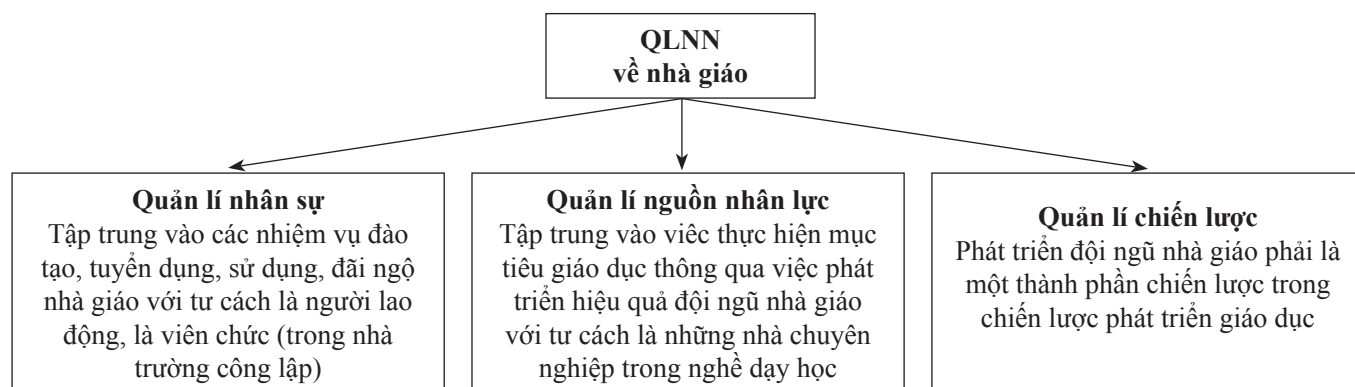 QLNN
về nhà giáo
Quản lí nhân sự
Tập trung vào các nhiệm vụ đào
tạo, tuyển dụng, sử dụng, đãi ngộ
nhà giáo với tư cách là người lao
động, là viên chức (trong nhà
trường công lập)
Quản lí nguồn nhân lực
Tập trung vào viêc thực hiện mục
tiêu giáo dục thông qua việc phát
triển hiệu quả đội ngũ nhà giáo
với tư cách là những nhà chuyên
nghiệp trong nghề dạy học
Quản lí chiến lược
Phát triển đội ngũ nhà giáo phải là
một thành phần chiến lược trong
chiến lược phát triển giáo dục